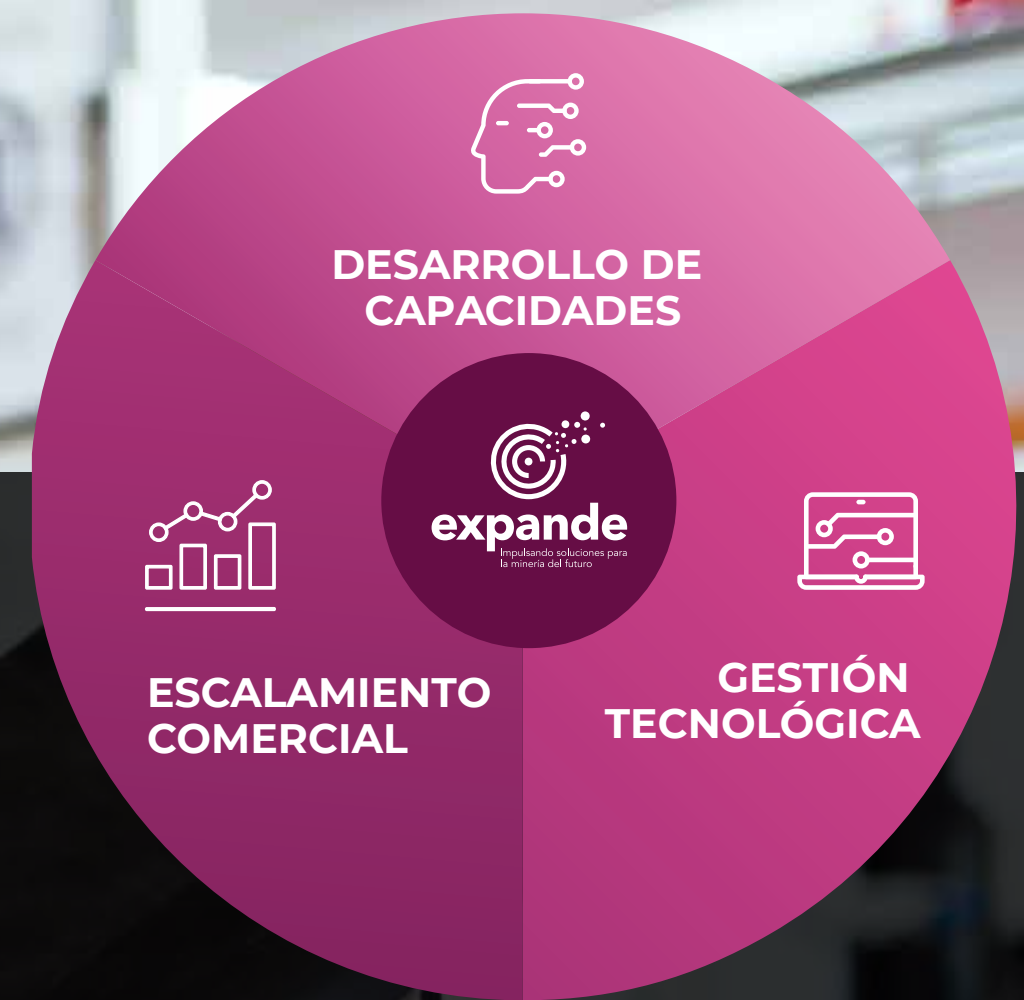 DESARROLLO DE
CAPACIDADES
expande
Impulsando soluciones para
la minería del futuro
ESCALAMIENTO
COMERCIAL
GESTIÓN
TECNOLÓGICA